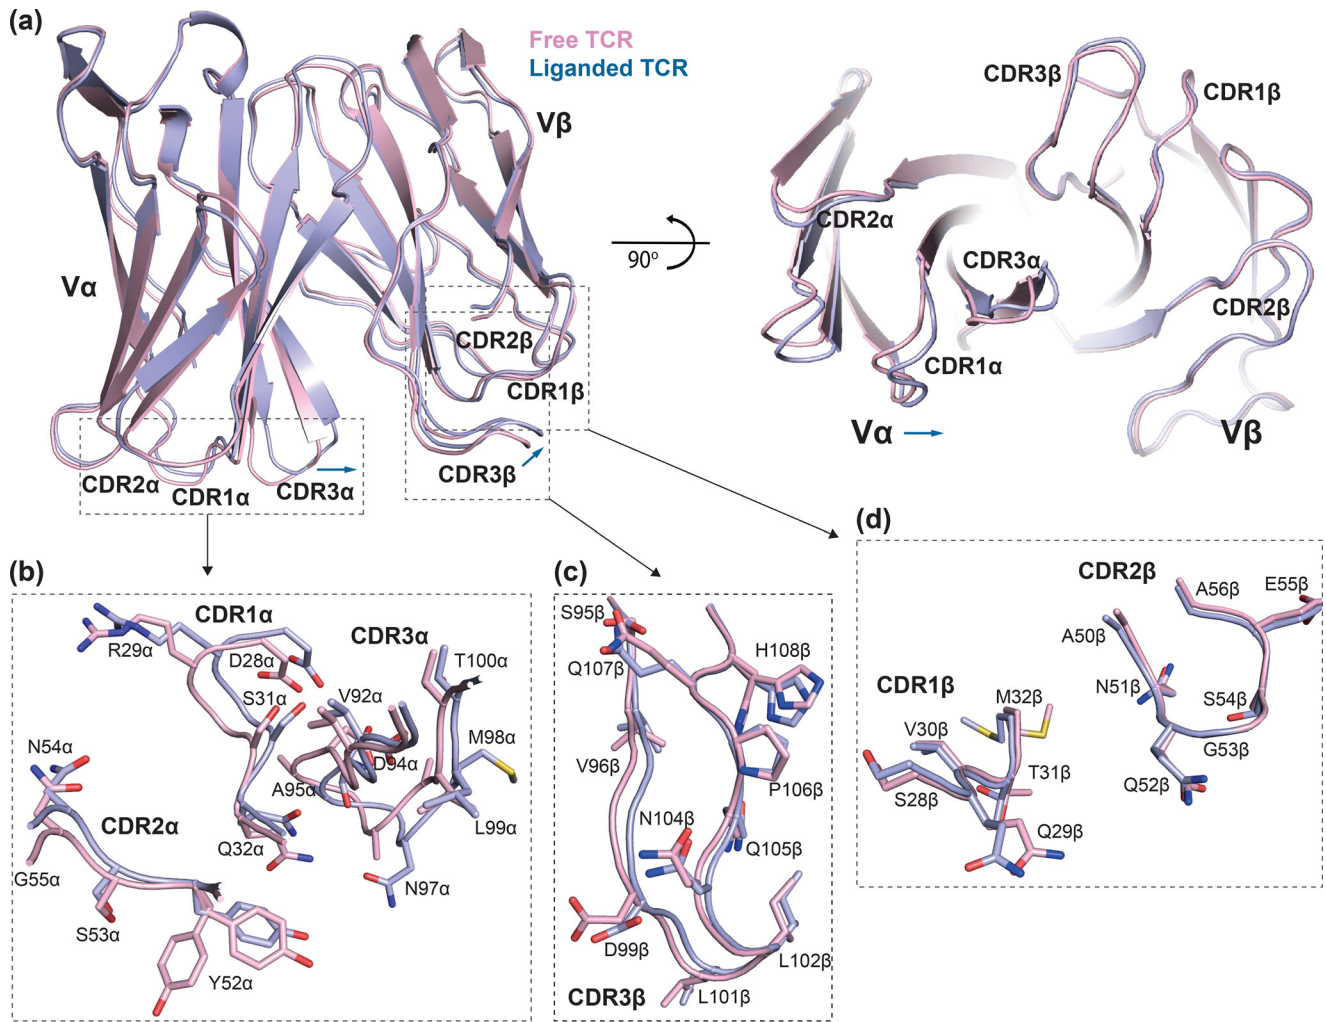 (a)
Free TCR
Liganded TCR
Vβ
Vα
CDR2β
CDR1β
CDR3β
CDR2α
CDR1α
CDR3α
90°
CDR3β
CDR1β
CDR2α
CDR3α
CDR2β
CDR1α
Vα
Vβ
(b)
CDR1α
R29α
D28α
CDR3α
T100α
S31α
V92α
N54α
M98α
D94α
A95α
CDR2α
L99α
Q32α
G55α
N97α
S53α
Y52α
(c)
S95β
H108β
Q107β
V96β
P106β
N104β
Q105β
D99β
L102β
L101β
CDR3β
(d)
CDR2β
A56β
E55β
A50β
CDR1β
N51β
M32β
S54β
V30β
G53β
T31β
Q52β
S28β
Q29β